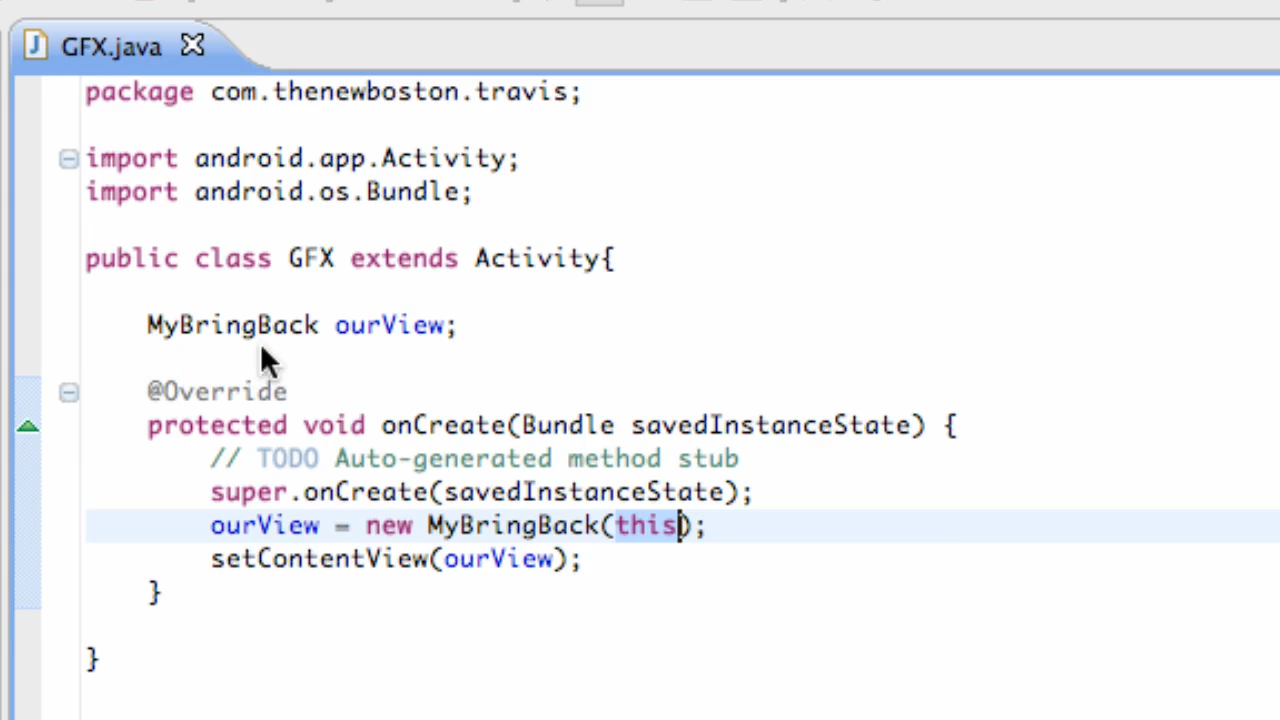 GFX.java
package com.thenewboston.travis;
import android.app.Activity;
import android.os.Bundle;
public class GFX extends Activity{
MyBringBack ourView;
@Override
protected void onCreate(Bundle savedInstanceState) {
// TODO Auto-generated method stub
super.onCreate(savedInstanceState);
ourView = new MyBringBack(this);
setContentView(ourView);
}
}